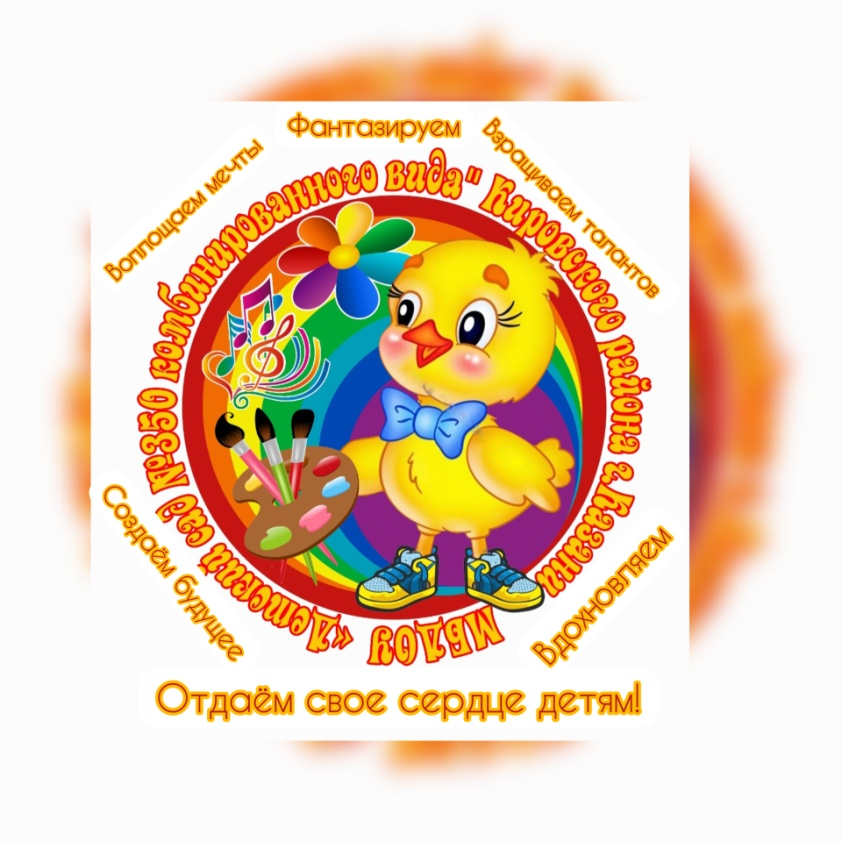 Фантазируем
Воплощаем мечты
Взращиваем талантов
МБДОУ «Детский сад №350 комбинированного вида" Кировского района г.Казани
Создаём будущее
Вдохновляем
Отдаём свое сердце детям!